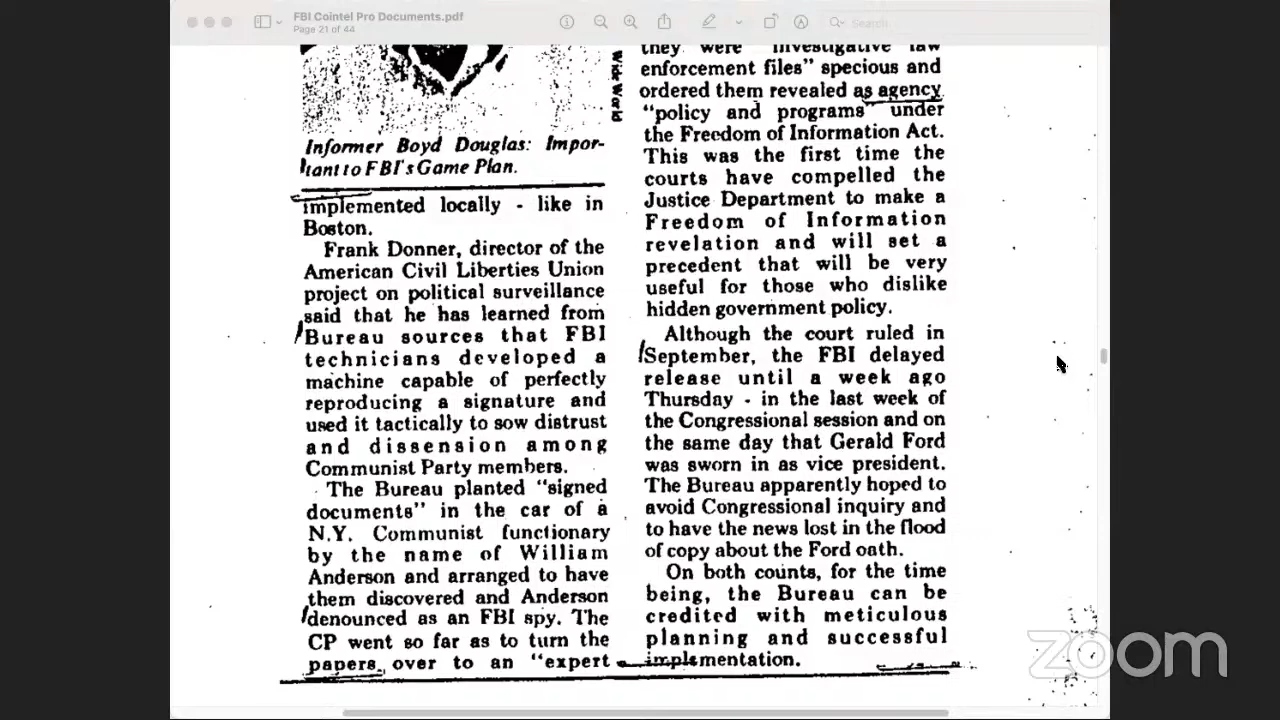 FBI Cointel Pro Documents.pdf
Page 21 of 44
Search
Wide World
Informer Boyd Douglas: Impor-
tant to FBI's Game Plan.
implemented locally - like in
Boston.
Frank Donner, director of the
American Civil Liberties Union
project on political surveillance
said that he has learned from
Bureau sources that FBI
technicians developed a
machine capable of perfectly
reproducing a signature and
used it tactically to sow distrust
and dissension among
Communist Party members.
The Bureau planted "signed
documents" in the car of a
N.Y. Communist functionary
by the name of William
Anderson and arranged to have
them discovered and Anderson
denounced as an FBI spy. The
CP went so far as to turn the
papers over to an "expert
they were "investigative law
enforcement files" specious and
ordered them revealed as agency
"policy and programs" under
the Freedom of Information Act.
This was the first time the
courts have compelled the
Justice Department to make a
Freedom of Information
revelation and will set a
precedent that will be very
useful for those who dislike
hidden government policy.
Although the court ruled in
September, the FBI delayed
release until a week ago
Thursday - in the last week of
the Congressional session and on
the same day that Gerald Ford
was sworn in as vice president.
The Bureau apparently hoped to
avoid Congressional inquiry and
to have the news lost in the flood
of copy about the Ford oath.
On both counts, for the time
being, the Bureau can be
credited with meticulous
planning and successful
implementation.
zoom